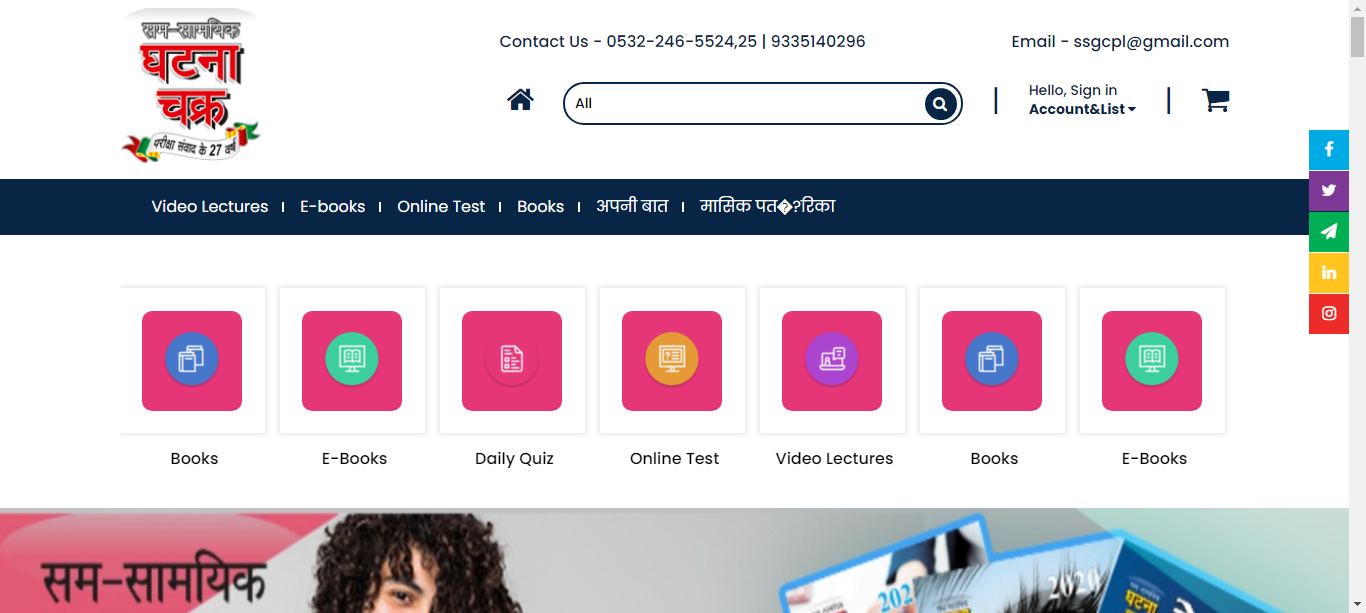 सम-सामयिक
घटना
चक्र
परीक्षा संवाद के 27 वर्ष
Contact Us - 0532-246-5524,25 | 9335140296
Email - ssgcpl@gmail.com
All
Hello, Sign in
Account&List
Video Lectures
E-books
Online Test
Books
अपनी बात
मासिक पत�?रिका
Books
E-Books
Daily Quiz
Online Test
Video Lectures
Books
E-Books
सम-सामयिक
2020
घटना